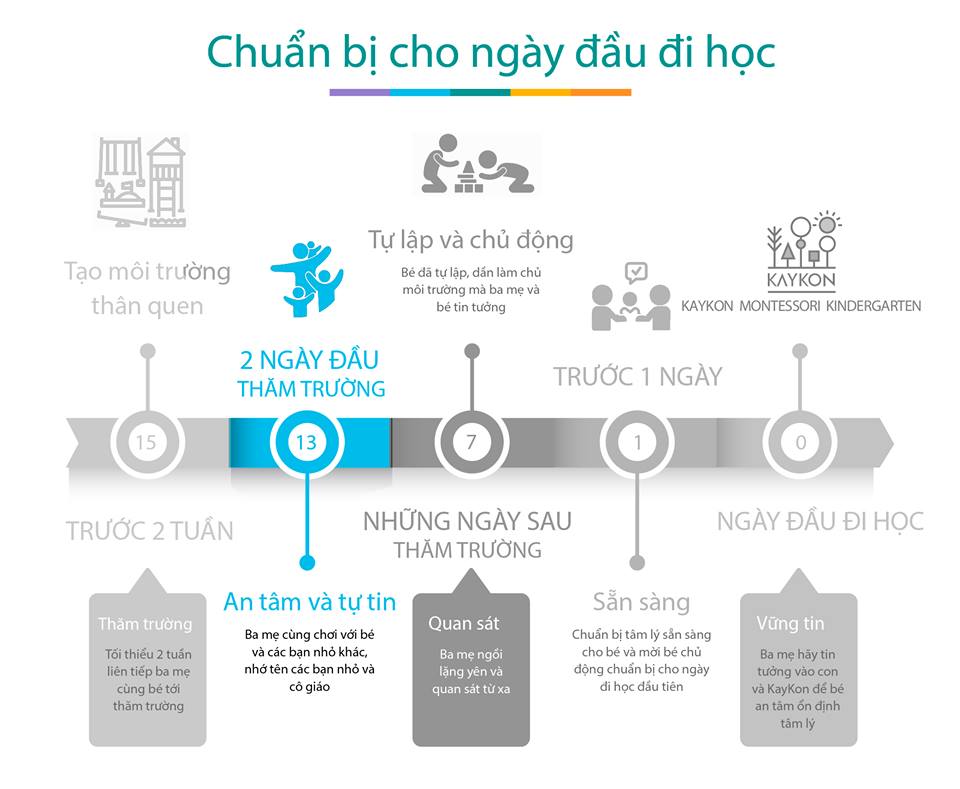 Chuẩn bị cho ngày đầu đi học
Tạo môi trường
thân quen
15
TRƯỚC 2 TUẦN
Thăm trường
Tối thiểu 2 tuần
liên tiếp ba mẹ
cùng bé tới
thăm trường
2 NGÀY ĐẦU
THĂM TRƯỜNG
13
An tâm và tự tin
Ba mẹ cùng chơi với bé
và các bạn nhỏ khác,
nhớ tên các bạn nhỏ và
cô giáo
Tự lập và chủ động
Bé đã tự lập, dần làm chủ
môi trường mà ba mẹ và
bé tin tưởng
7
NHỮNG NGÀY SAU
THĂM TRƯỜNG
Quan sát
Ba mẹ ngồi
lặng yên và
quan sát từ xa
TRƯỚC 1 NGÀY
1
Sẵn sàng
Chuẩn bị tâm lý sẵn sàng
cho bé và mời bé chủ
động chuẩn bị cho ngày
đi học đầu tiên
KAYKON
KAYKON MONTESSORI KINDERGARTEN
0
NGÀY ĐẦU ĐI HỌC
Vững tin
Ba mẹ hãy tin
tưởng vào con
và KayKon để bé
an tâm ổn định
tâm lý